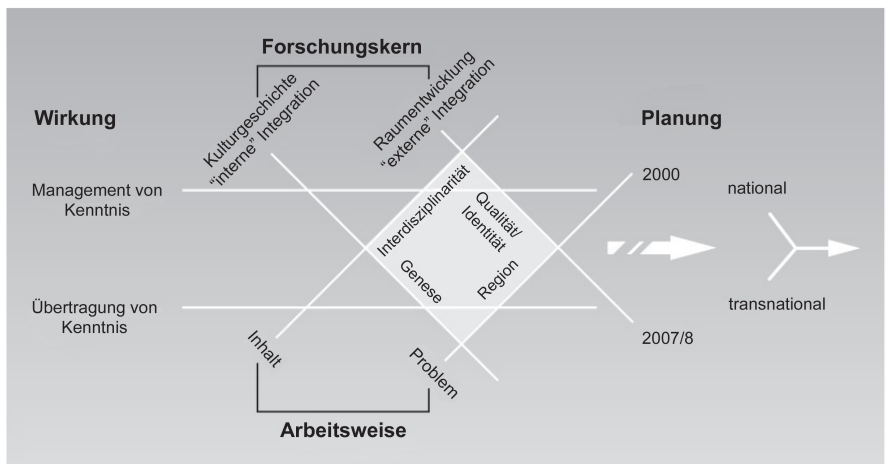 Forschungskern
Kulturgeschichte
“interne” Integration
Raumentwicklung
“externe” Integration
Wirkung
Planung
Management von
Kenntnis
Übertragung von
Kenntnis
Interdisziplinarität
Qualität/
Identität
Genese
Region
2000
national
transnational
2007/8
Inhalt
Problem
Arbeitsweise